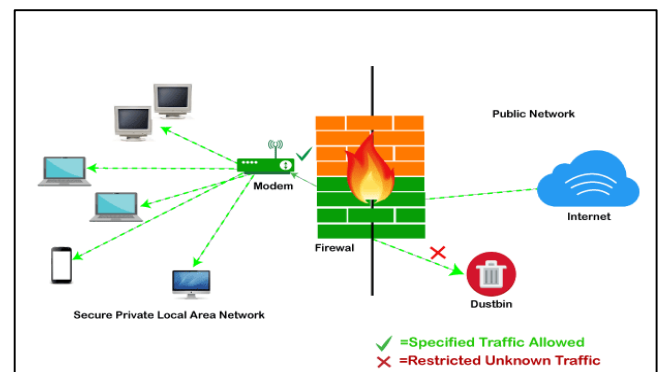 Public Network
Modem
Internet
Firewal
Dustbin
Secure Private Local Area Network
✓ =Specified Traffic Allowed
✗ =Restricted Unknown Traffic